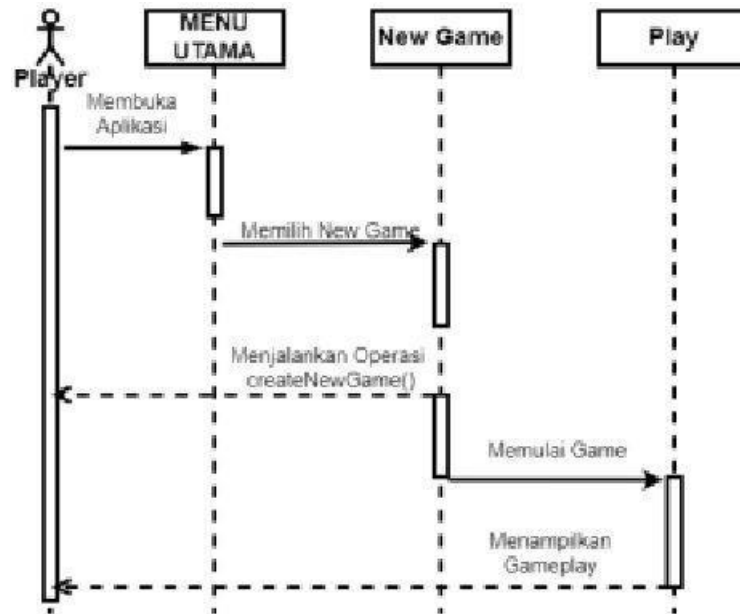 MENU
UTAMA
New Game
Play
Player
Membuka
Aplikasi
Memilih New Game
Menjalankan Operasi
createNewGame()
Memulai Game
Menampilkan
Gameplay